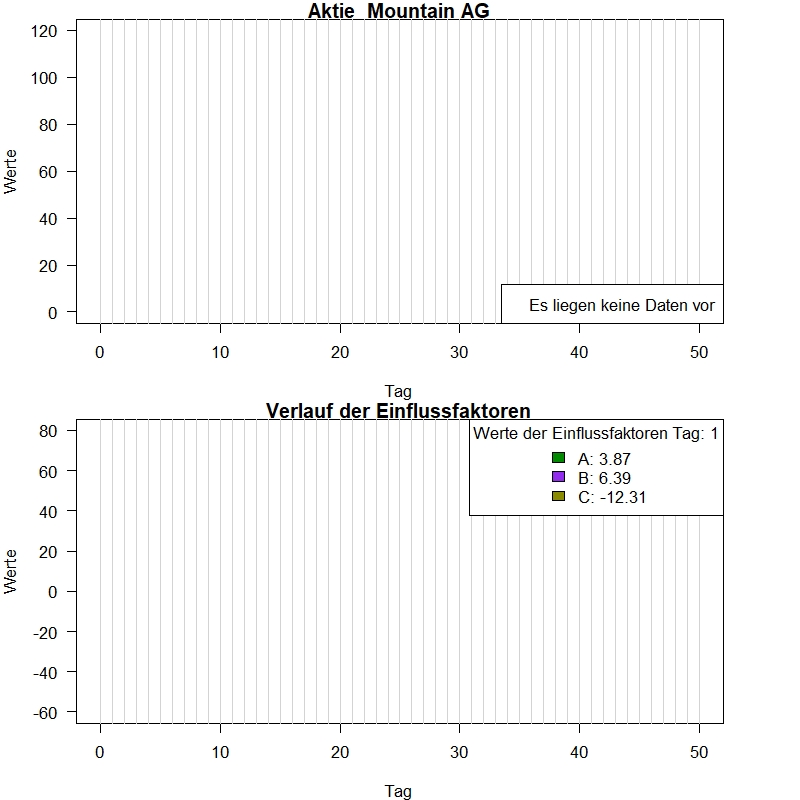 Aktie  Mountain AG
120
100
80
60
40
20
0
Werte
Es liegen keine Daten vor
0 10 20 30 40 50
Tag
Verlauf der Einflussfaktoren
80
60
40
20
0
-20
-40
-60
Werte
Werte der Einflussfaktoren Tag: 1
A: 3.87
B: 6.39
C: -12.31
0 10 20 30 40 50
Tag